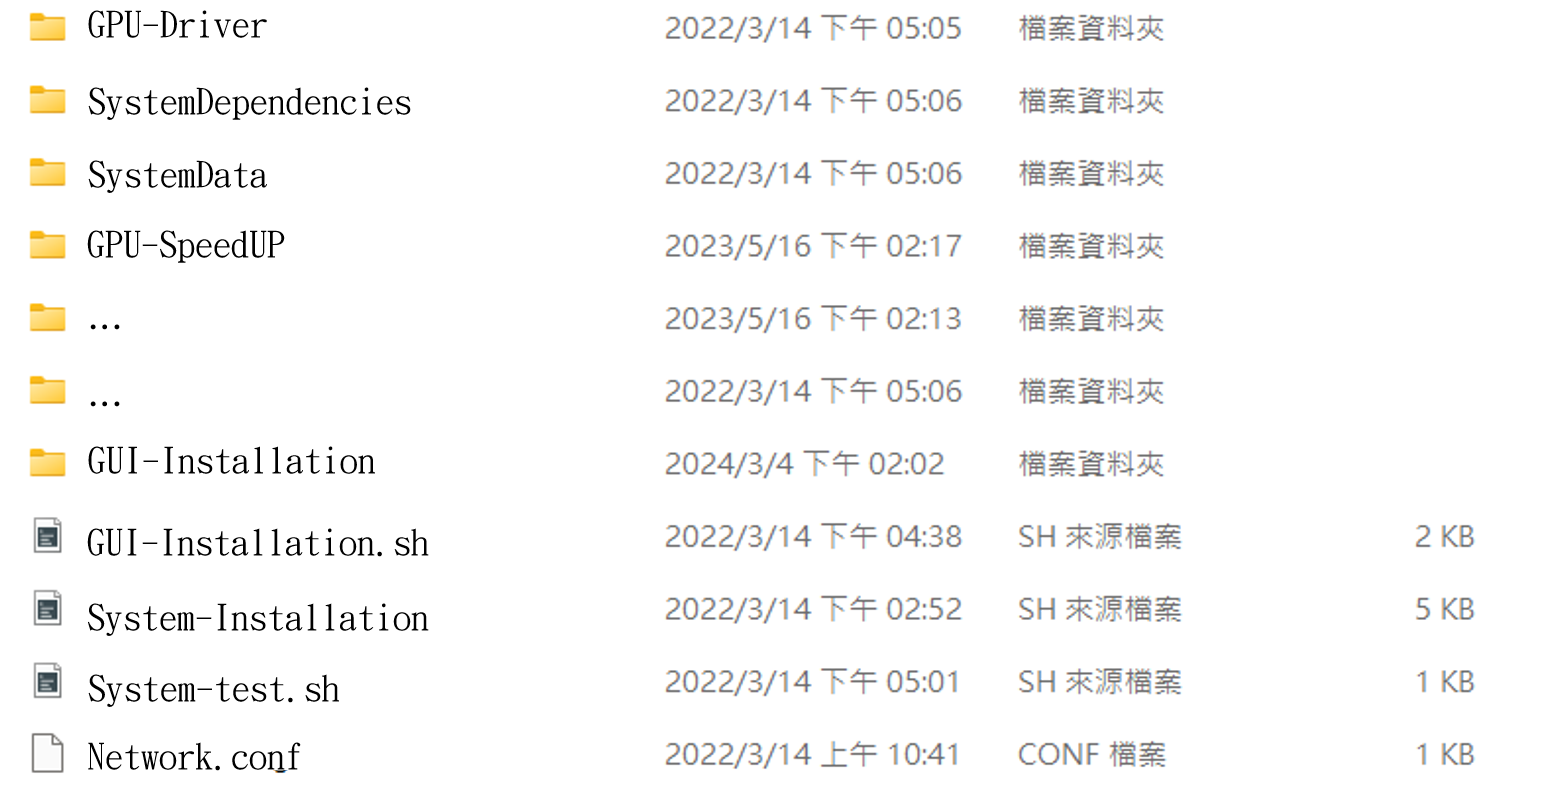 GPU-Driver 2022/3/14 下午 05:05 檔案資料夾
SystemDependencies 2022/3/14 下午 05:06 檔案資料夾
SystemData 2022/3/14 下午 05:06 檔案資料夾
GPU-SpeedUP 2023/5/16 下午 02:17 檔案資料夾
... 2023/5/16 下午 02:13 檔案資料夾
... 2022/3/14 下午 05:06 檔案資料夾
GUI-Installation 2024/3/4 下午 02:02 檔案資料夾
GUI-Installation.sh 2022/3/14 下午 04:38 SH 來源檔案 2 KB
System-Installation 2022/3/14 下午 02:52 SH 來源檔案 5 KB
System-test.sh 2022/3/14 下午 05:01 SH 來源檔案 1 KB
Network.conf 2022/3/14 上午 10:41 CONF 檔案 1 KB